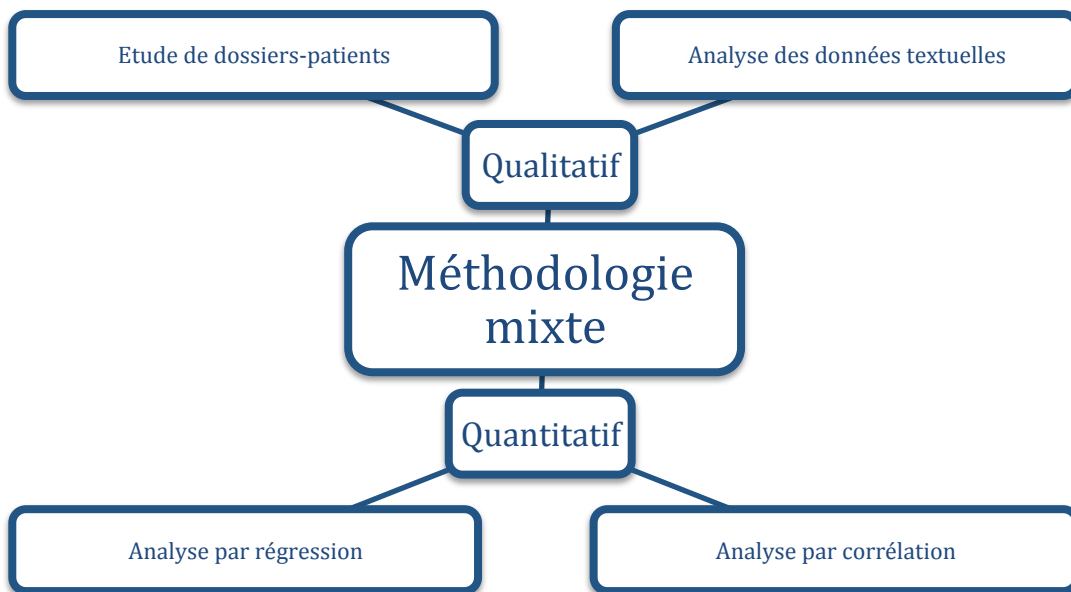 Etude de dossiers-patients
Analyse des données textuelles
Qualitatif
Méthodologie
mixte
Quantitatif
Analyse par régression
Analyse par corrélation